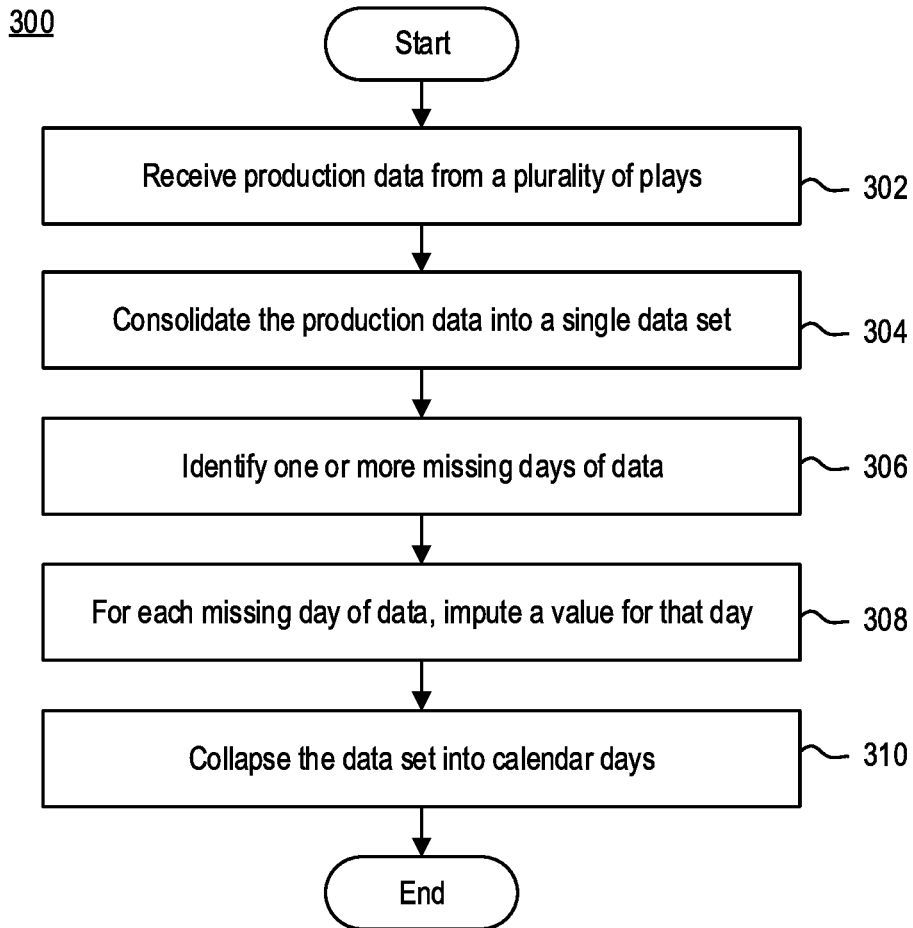 300
Start
Receive production data from a plurality of plays
302
Consolidate the production data into a single data set
304
Identify one or more missing days of data
306
For each missing day of data, impute a value for that day
308
Collapse the data set into calendar days
310
End